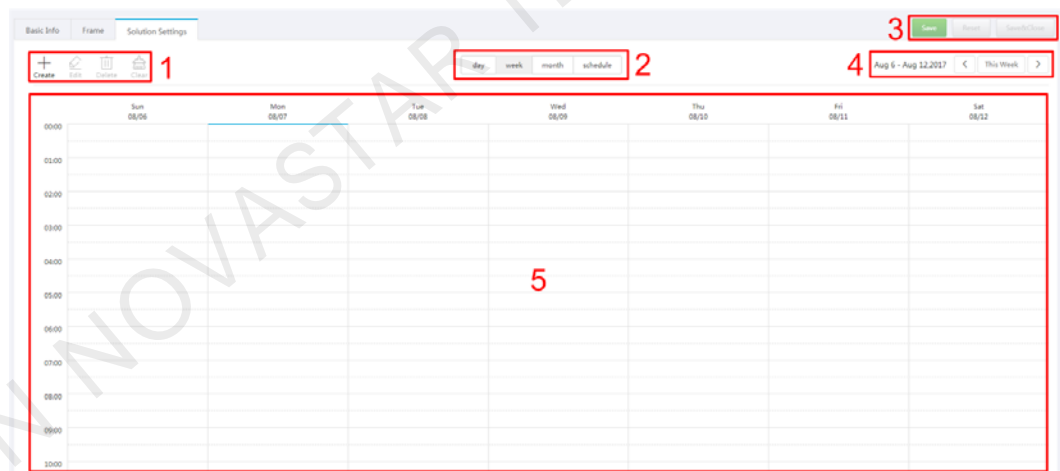 Basic Info Frame Solution Settings
3 Save Reset Save&Close
Create Edit Delete Clear 1
day week month schedule 2
4 Aug 6 - Aug 12,2017 < This Week >
Sun Mon Tue Wed Thu Fri Sat
08/06 08/07 08/08 08/09 08/10 08/11 08/12
00:00
01:00
02:00
03:00
04:00
5
05:00
06:00
07:00
08:00
09:00
10:00
N NOVASTAR TE